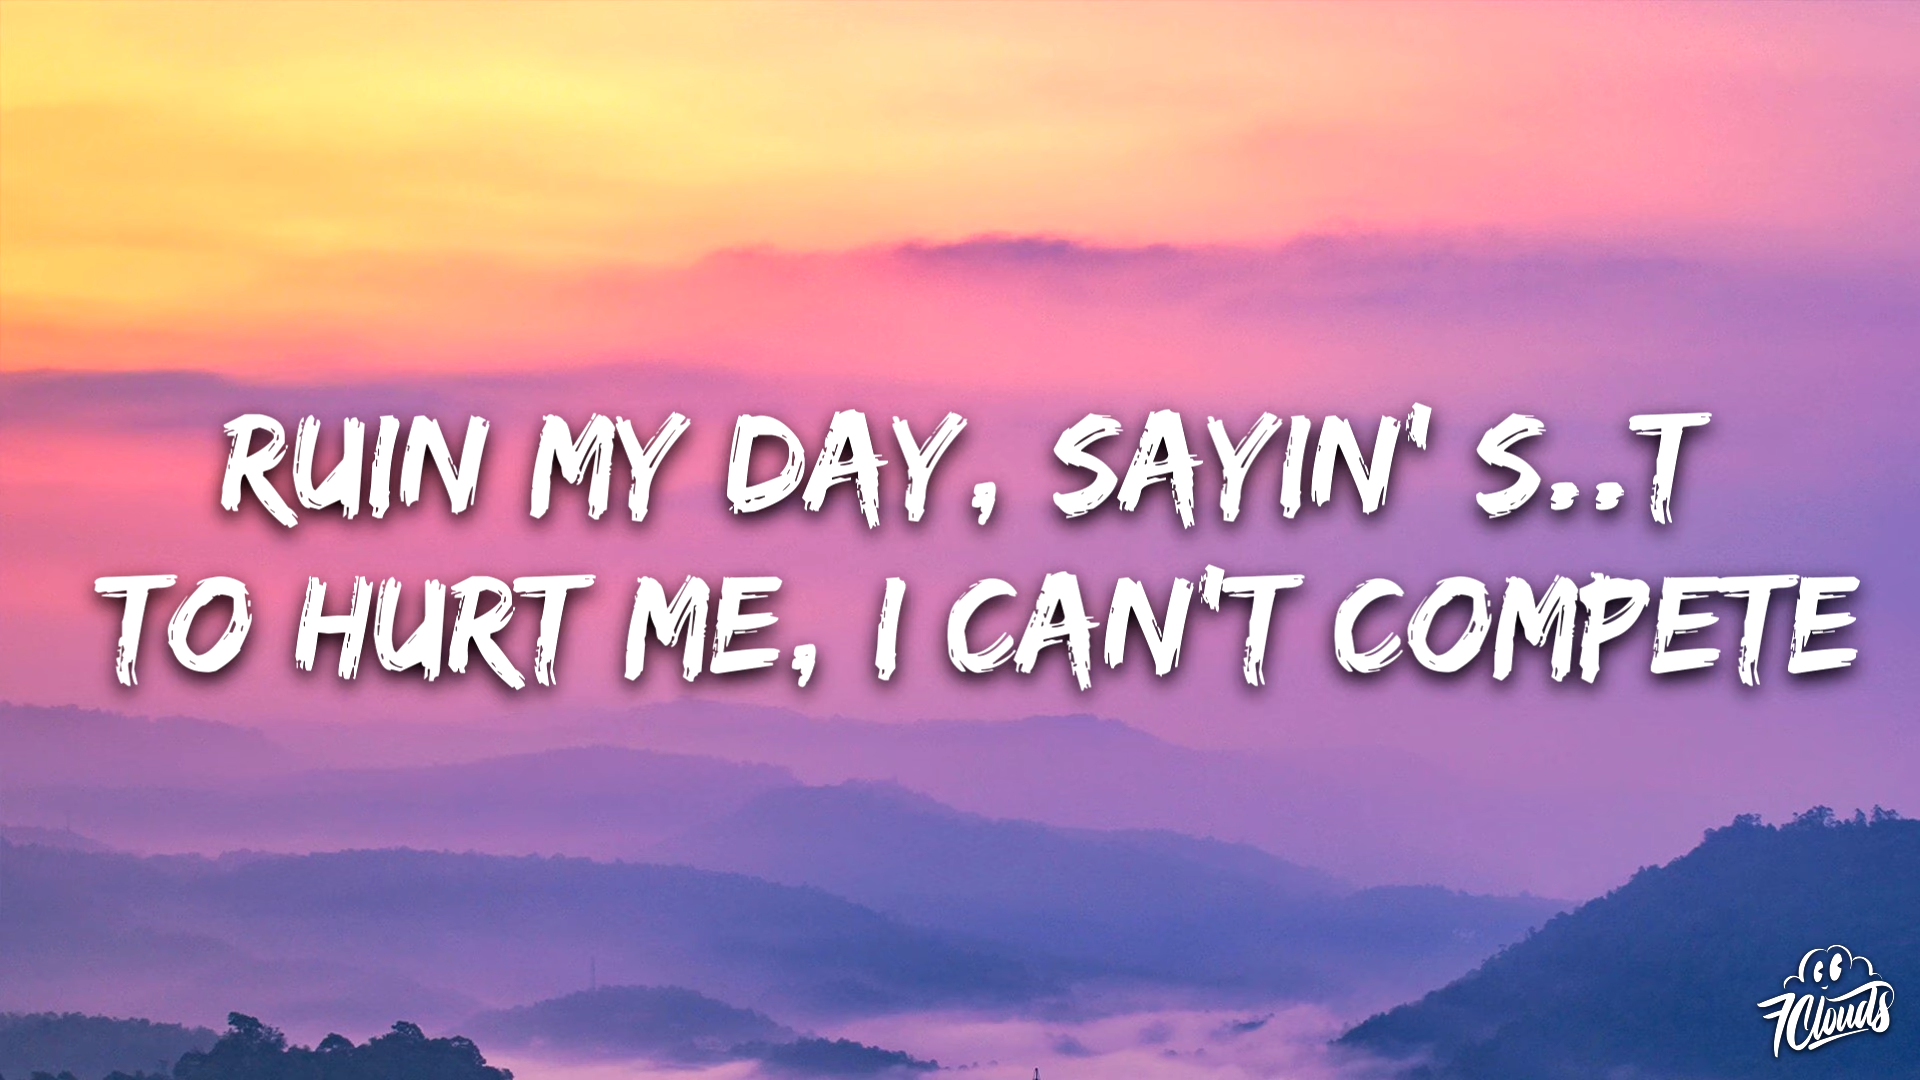 RUIN MY DAY, SAYIN' S..T
TO HURT ME, I CAN'T COMPETE
7Clouds